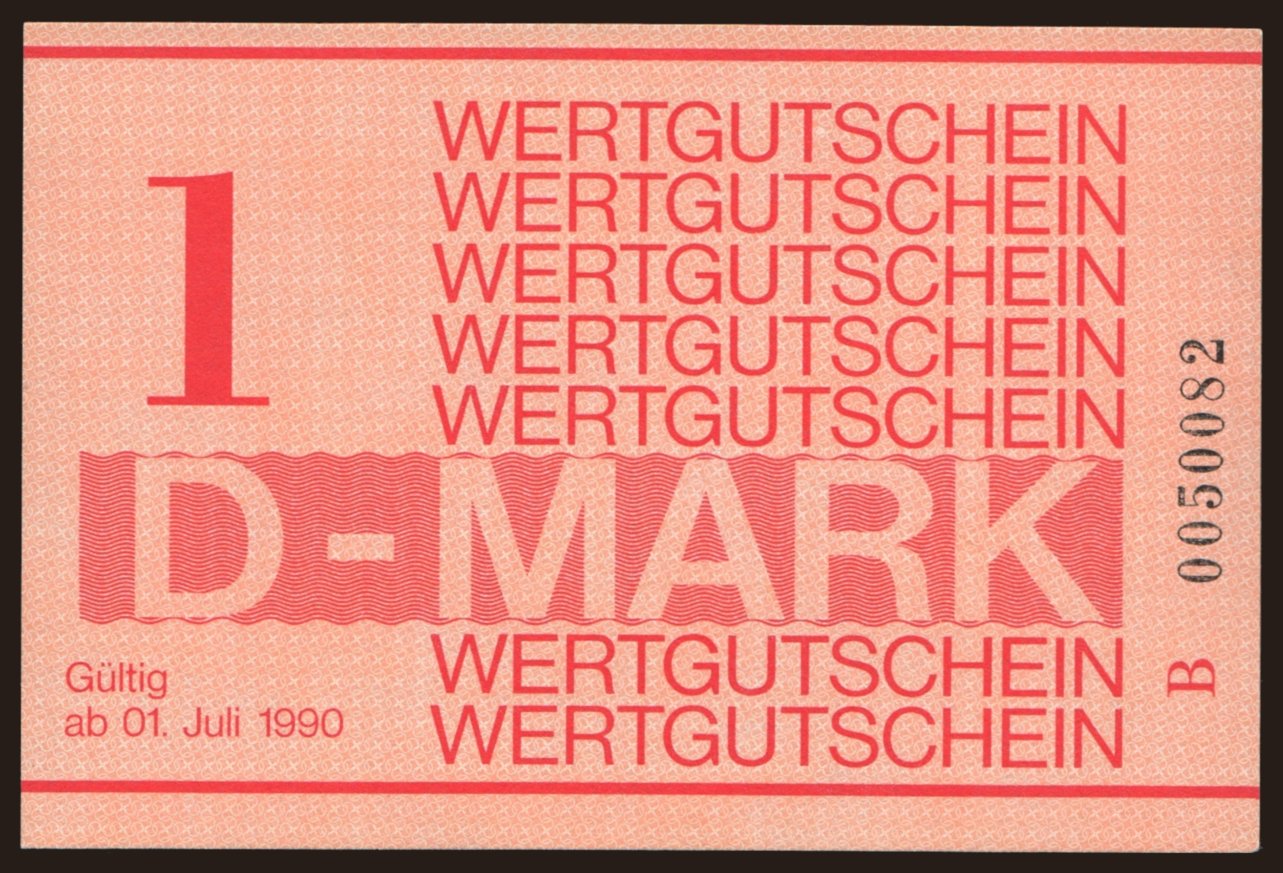 1
WERTGUTSCHEIN
WERTGUTSCHEIN
WERTGUTSCHEIN
WERTGUTSCHEIN
WERTGUTSCHEIN
D-MARK
WERTGUTSCHEIN
WERTGUTSCHEIN
Gültig
ab 01. Juli 1990
B 0050082